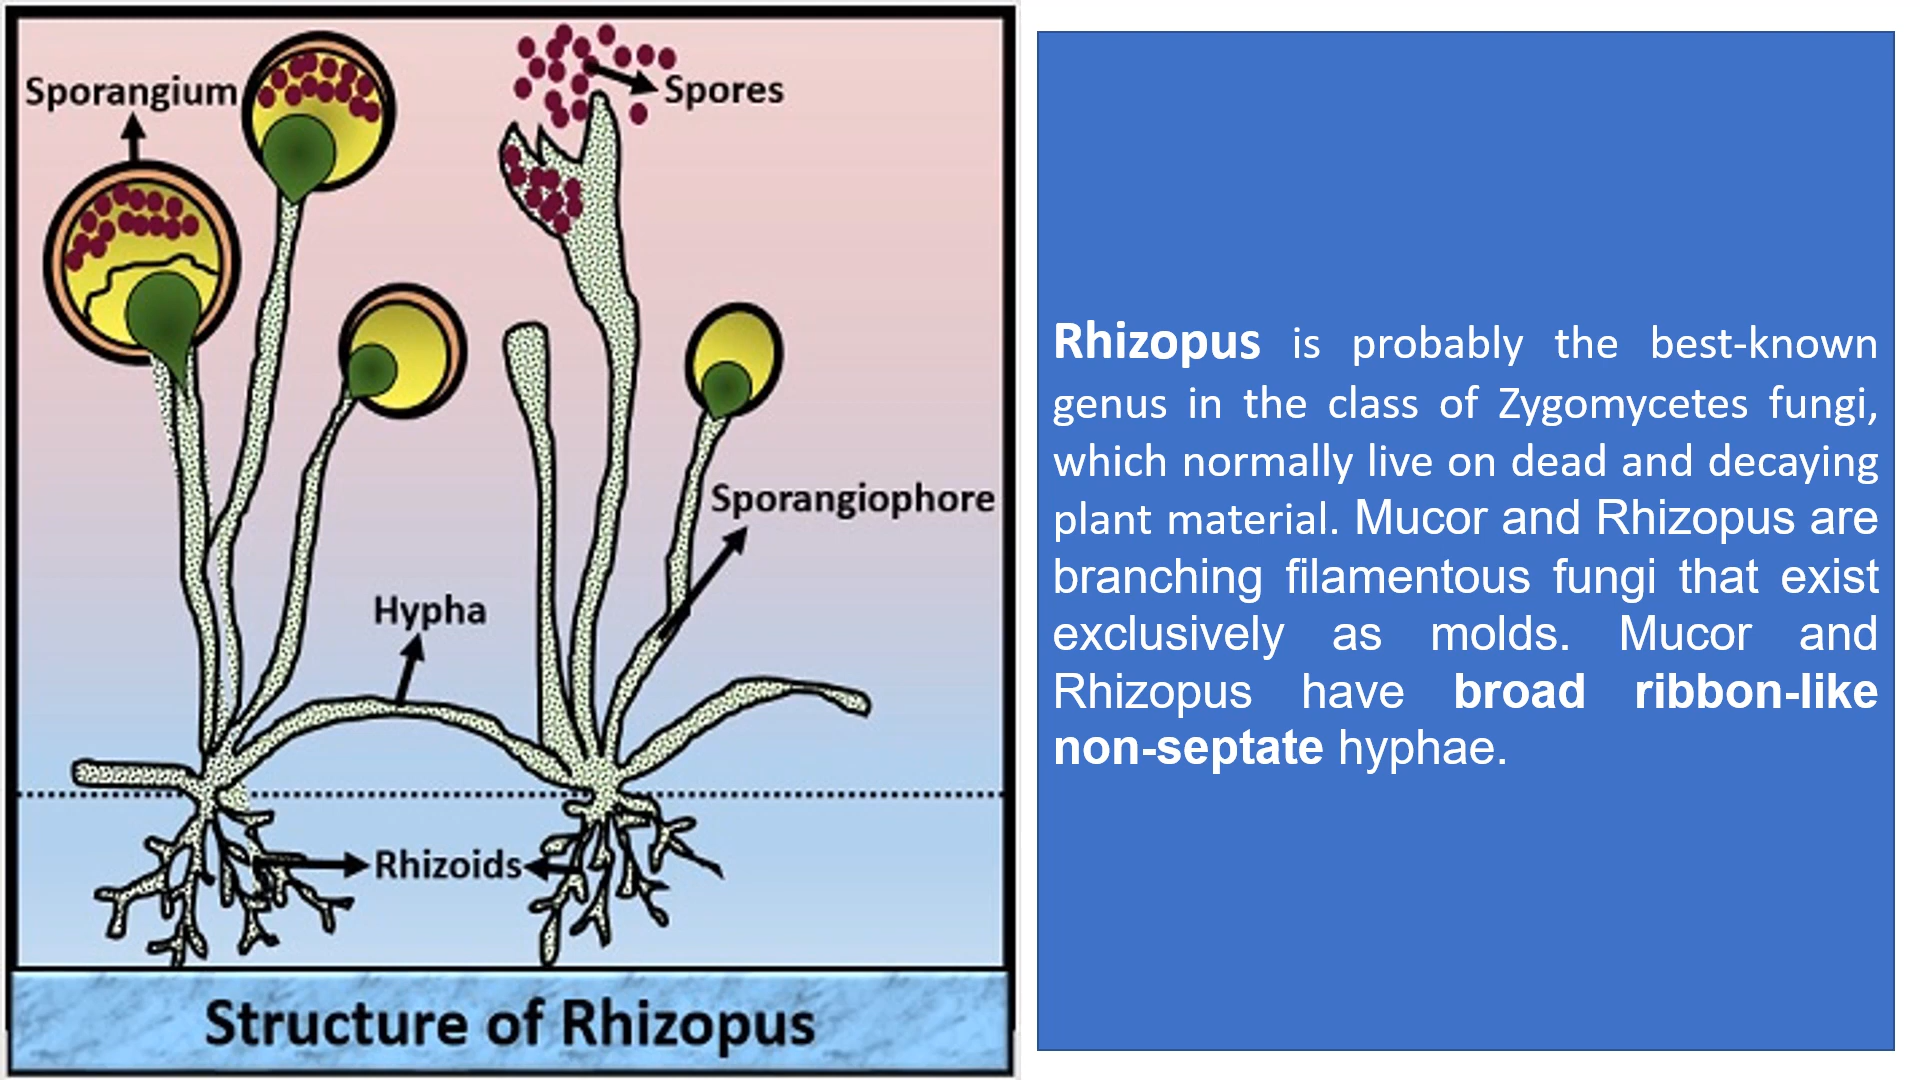 Sporangium
Spores
Sporangiophore
Hypha
Rhizoids
Structure of Rhizopus
Rhizopus is probably the best-known
genus in the class of Zygomycetes fungi,
which normally live on dead and decaying
plant material. Mucor and Rhizopus are
branching filamentous fungi that exist
exclusively as molds. Mucor and
Rhizopus have broad ribbon-like
non-septate hyphae.